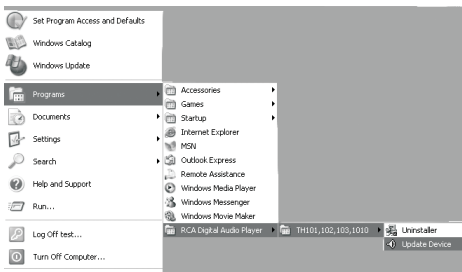 Set Program Access and Defaults
Windows Catalog
Windows Update
Programs
Documents
Settings
Search
Help and Support
Run...
Log Off test...
Turn Off Computer...
Accessories
Games
Startup
Internet Explorer
MSN
Outlook Express
Remote Assistance
Windows Media Player
Windows Messenger
Windows Movie Maker
RCA Digital Audio Player
TH101,102,103,1010
Uninstaller
Update Device